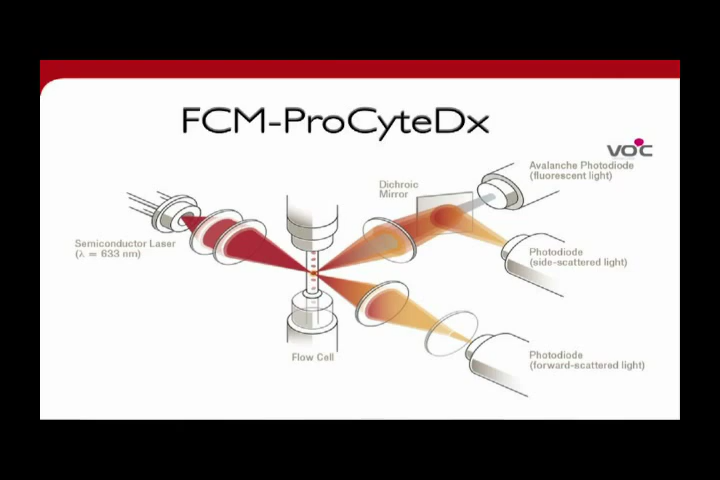 FCM-ProCyteDx
VOC
Avalanche Photodiode
(fluorescent light)
Dichroic
Mirror
Semiconductor Laser
(λ = 633 nm)
Photodiode
(side-scattered light)
Flow Cell
Photodiode
(forward-scattered light)